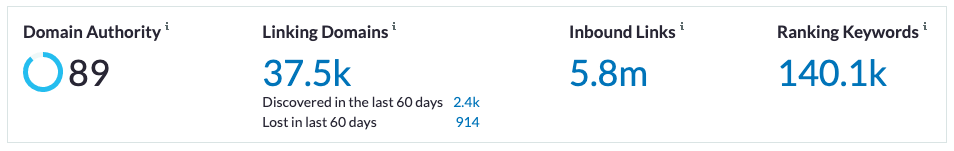 Domain Authority i
89
Linking Domains i
37.5k
Discovered in the last 60 days 2.4k
Lost in last 60 days 914
Inbound Links i
5.8m
Ranking Keywords i
140.1k